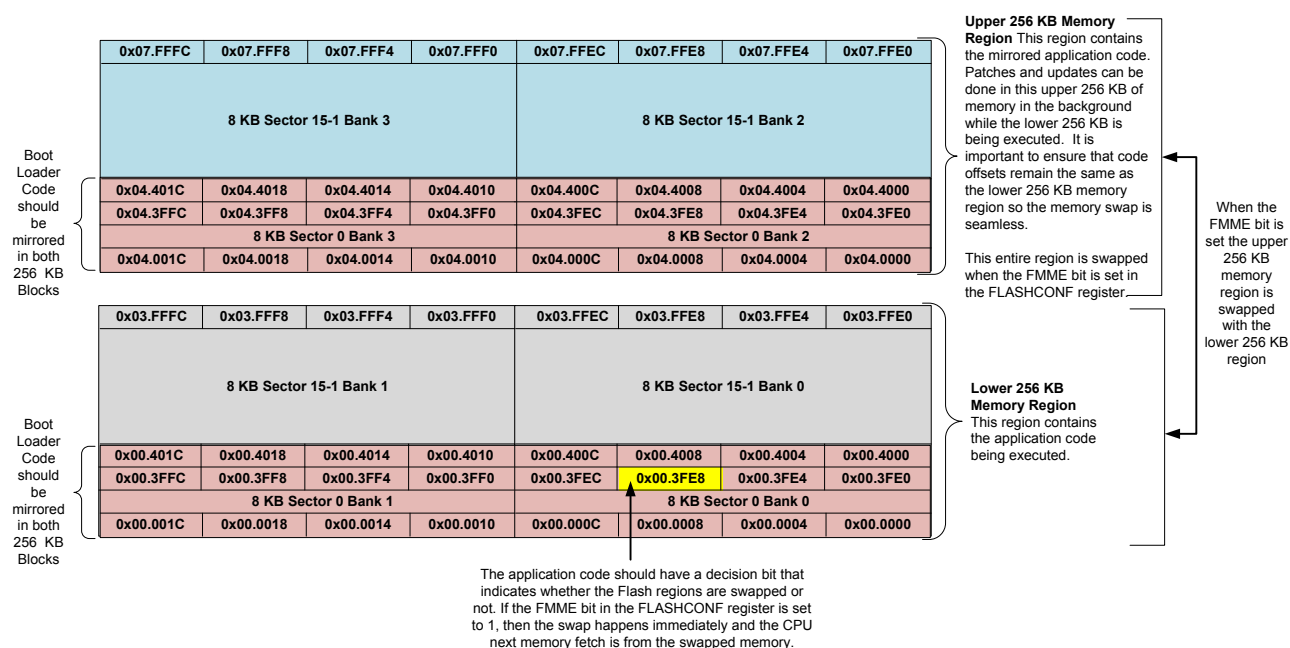 0x07.FFFC 0x07.FFF8 0x07.FFF4 0x07.FFF0 0x07.FFEC 0x07.FFE8 0x07.FFE4 0x07.FFE0
8 KB Sector 15-1 Bank 3 8 KB Sector 15-1 Bank 2
0x04.401C 0x04.4018 0x04.4014 0x04.4010 0x04.400C 0x04.4008 0x04.4004 0x04.4000
0x04.3FFC 0x04.3FF8 0x04.3FF4 0x04.3FF0 0x04.3FEC 0x04.3FE8 0x04.3FE4 0x04.3FE0
8 KB Sector 0 Bank 3 8 KB Sector 0 Bank 2
0x04.001C 0x04.0018 0x04.0014 0x04.0010 0x04.000C 0x04.0008 0x04.0004 0x04.0000
Boot
Loader
Code
should
be
mirrored
in both
256 KB
Blocks
Upper 256 KB Memory
Region This region contains
the mirrored application code.
Patches and updates can be
done in this upper 256 KB of
memory in the background
while the lower 256 KB is
being executed. It is
important to ensure that code
offsets remain the same as
the lower 256 KB memory
region so the memory swap is
seamless.
This entire region is swapped
when the FMME bit is set in
the FLASHCONF register.
When the
FMME bit is
set the upper
256 KB
memory
region is
swapped
with the
lower 256 KB
region
0x03.FFFC 0x03.FFF8 0x03.FFF4 0x03.FFF0 0x03.FFEC 0x03.FFE8 0x03.FFE4 0x03.FFE0
8 KB Sector 15-1 Bank 1 8 KB Sector 15-1 Bank 0
0x00.401C 0x00.4018 0x00.4014 0x00.4010 0x00.400C 0x00.4008 0x00.4004 0x00.4000
0x00.3FFC 0x00.3FF8 0x00.3FF4 0x00.3FF0 0x00.3FEC 0x00.3FE8 0x00.3FE4 0x00.3FE0
8 KB Sector 0 Bank 1 8 KB Sector 0 Bank 0
0x00.001C 0x00.0018 0x00.0014 0x00.0010 0x00.000C 0x00.0008 0x00.0004 0x00.0000
Boot
Loader
Code
should
be
mirrored
in both
256 KB
Blocks
Lower 256 KB
Memory Region
This region contains
the application code
being executed.
The application code should have a decision bit that
indicates whether the Flash regions are swapped or
not. If the FMME bit in the FLASHCONF register is set
to 1, then the swap happens immediately and the CPU
next memory fetch is from the swapped memory.